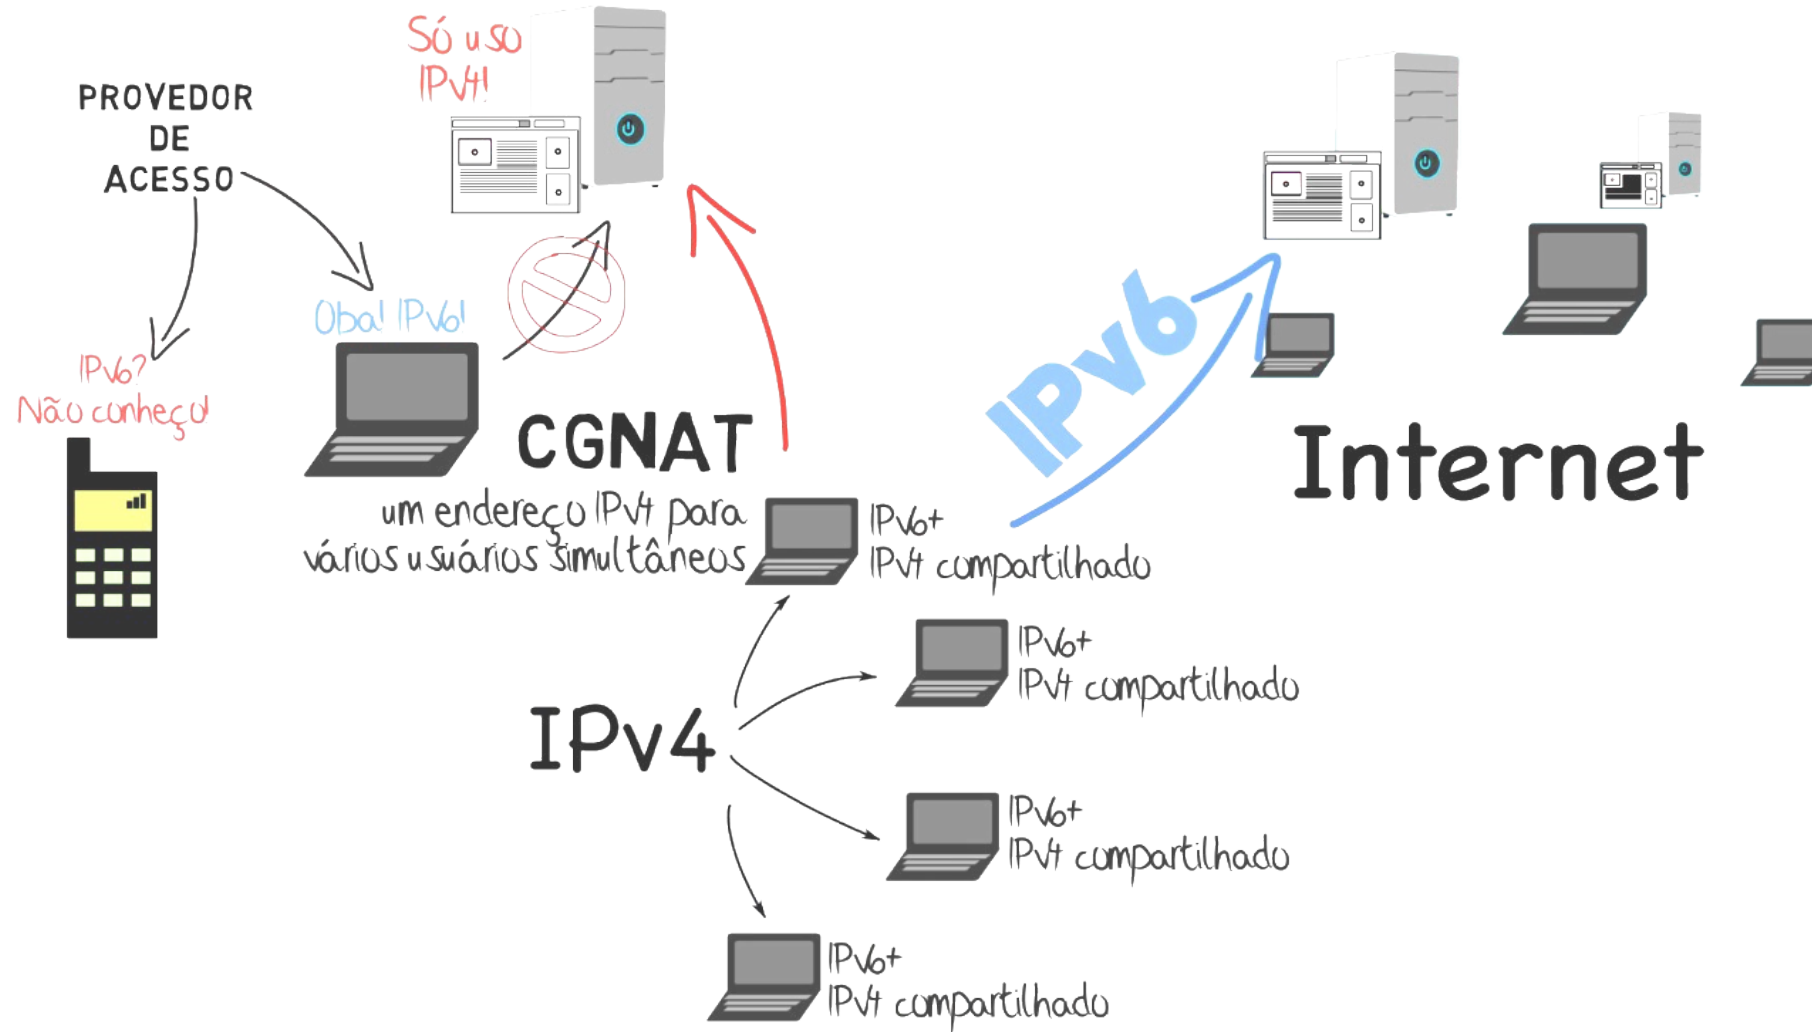 Só uso
IPv4!
PROVEDOR
DE
ACESSO
Oba! IPv6!
IPv6?
Não conheço!
IPv6
CGNAT
um endereço IPv4 para
vários usuários simultâneos
Internet
IPv6+
IPv4 compartilhado
IPv6+
IPv4 compartilhado
IPv4
IPv6+
IPv4 compartilhado
IPv6+
IPv4 compartilhado